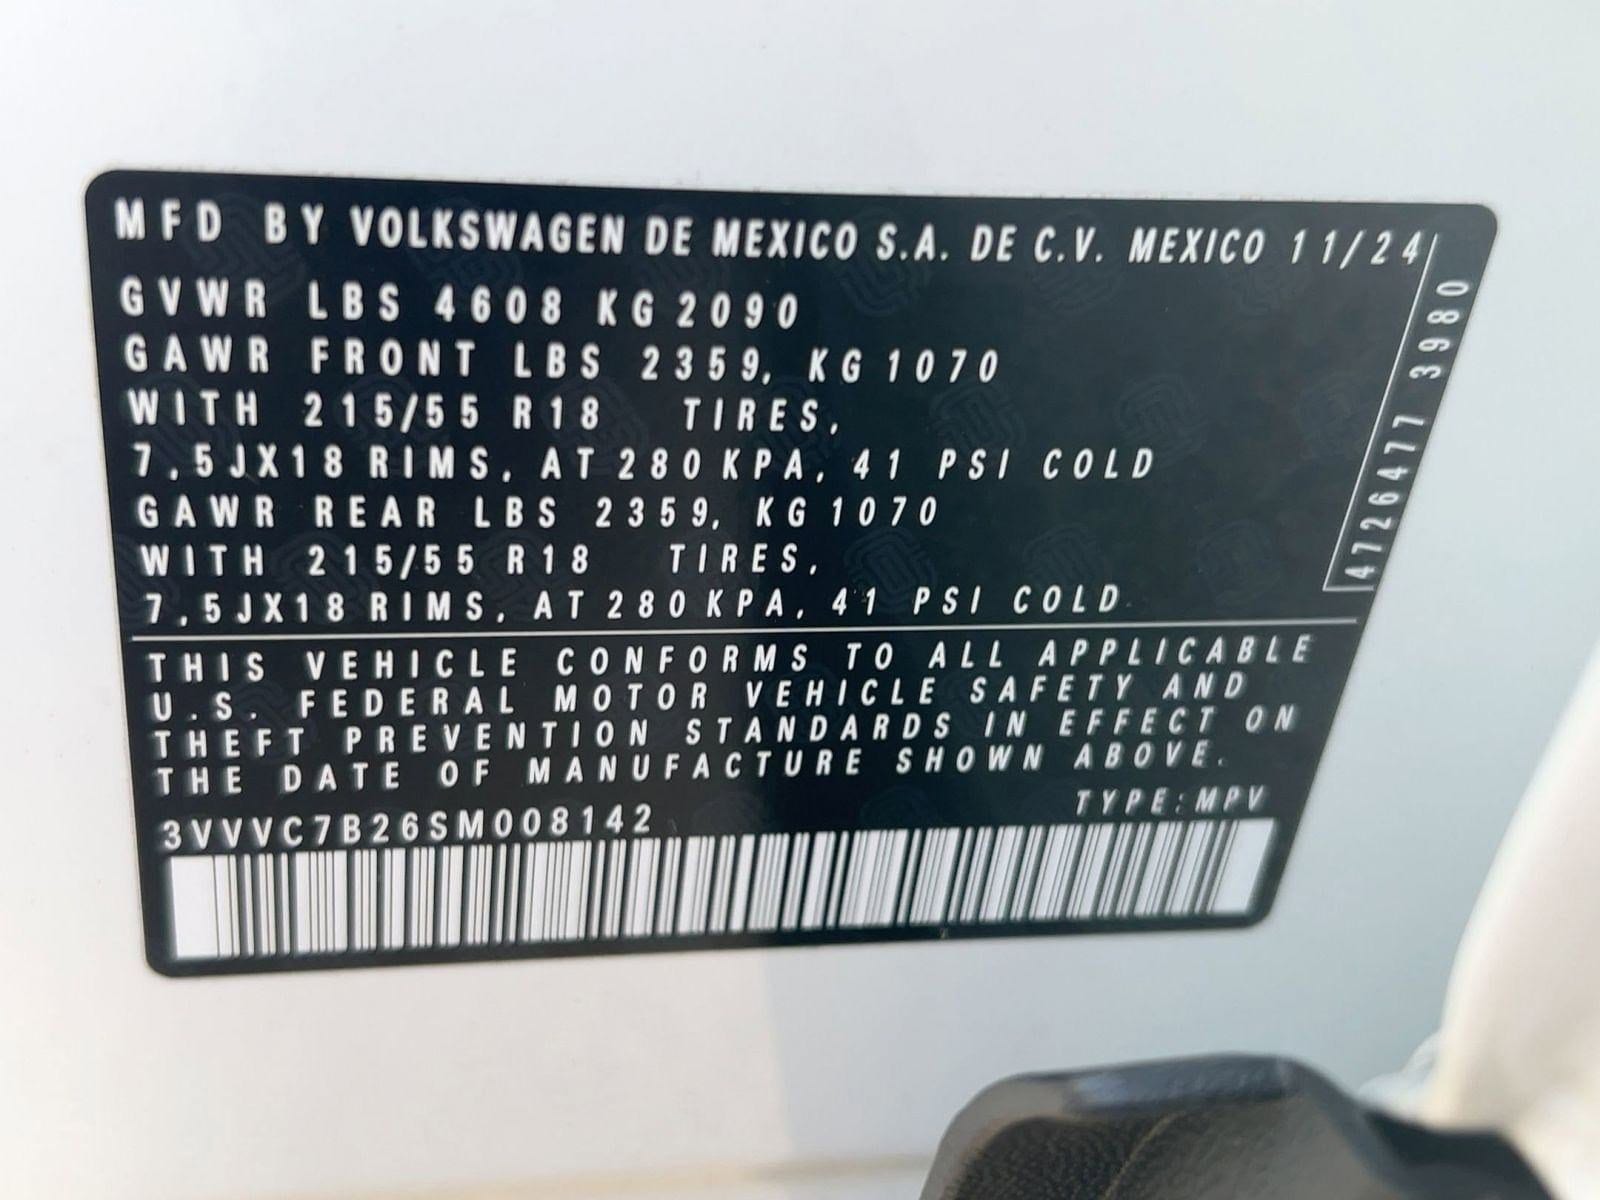 MFD BY VOLKSWAGEN DE MEXICO S.A. DE C.V. MEXICO 11/24
GVWR LBS 4608 KG 2090
GAWR FRONT LBS 2359, KG 1070
WITH 215/55 R18 TIRES,
7,5JX18 RIMS, AT 280 KPA, 41 PSI COLD
GAWR REAR LBS 2359, KG 1070
WITH 215/55 R18 TIRES,
7,5JX18 RIMS, AT 280 KPA, 41 PSI COLD
4726477 3980
THIS VEHICLE CONFORMS TO ALL APPLICABLE
U.S. FEDERAL MOTOR VEHICLE SAFETY AND
THEFT PREVENTION STANDARDS IN EFFECT ON
THE DATE OF MANUFACTURE SHOWN ABOVE.
3VVVC7B26SM008142 TYPE:MPV